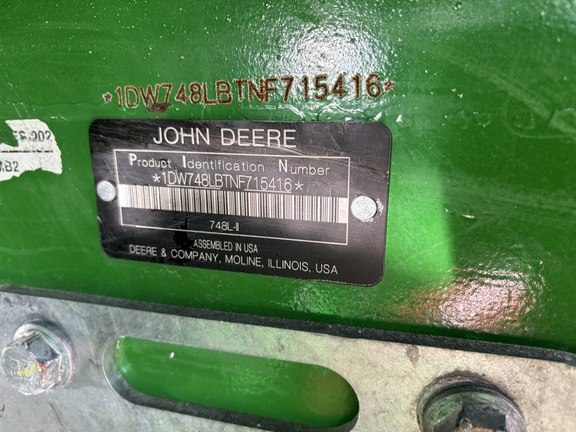 *1DW748LBTNF715416*
JOHN DEERE
Product Identification Number
*1DW748LBTNF715416*
748L-II
ASSEMBLED IN USA
DEERE & COMPANY, MOLINE, ILLINOIS, USA